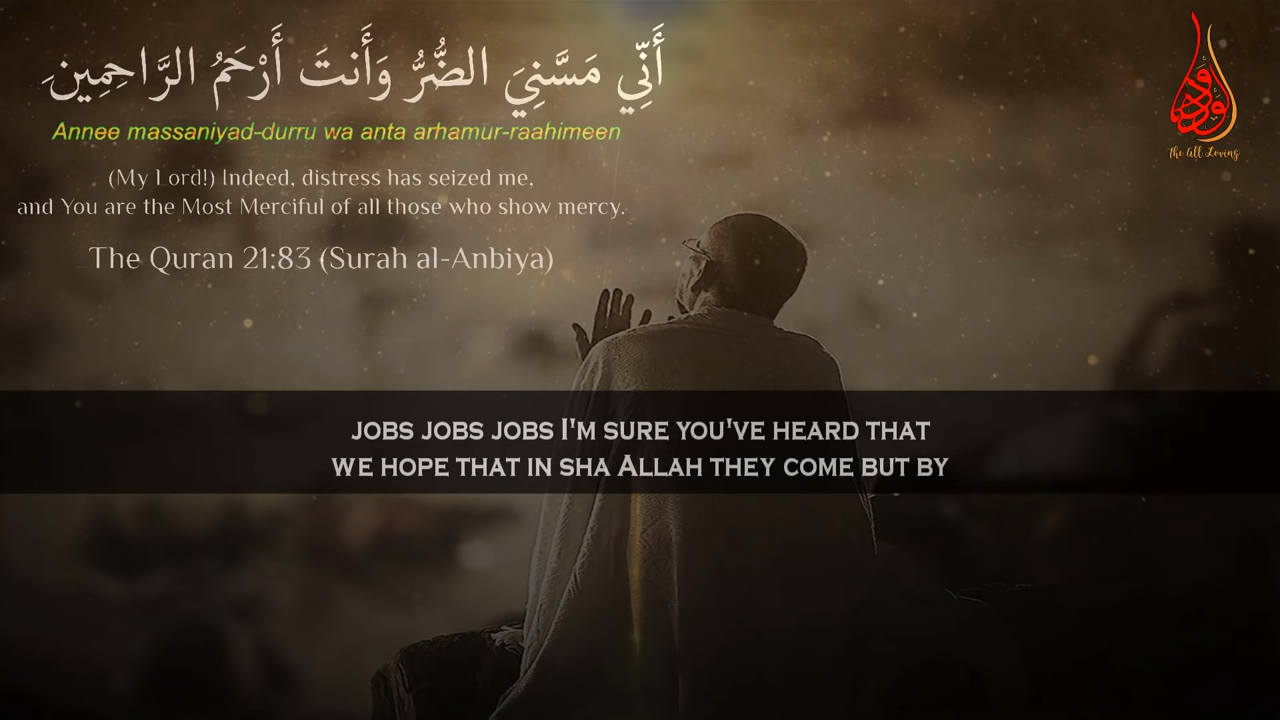 أَنِّي مَسَّنِيَ الضُّرُّ وَأَنتَ أَرْحَمُ الرَّاحِمِينَ
Annee massaniyad-durru wa anta arhamur-raahimeen
(My Lord!) Indeed, distress has seized me,
and You are the Most Merciful of all those who show mercy.
The Quran 21:83 (Surah al-Anbiya)
JOBS JOBS JOBS I'M SURE YOU'VE HEARD THAT
WE HOPE THAT IN SHA ALLAH THEY COME BUT BY
الودود
The All Loving